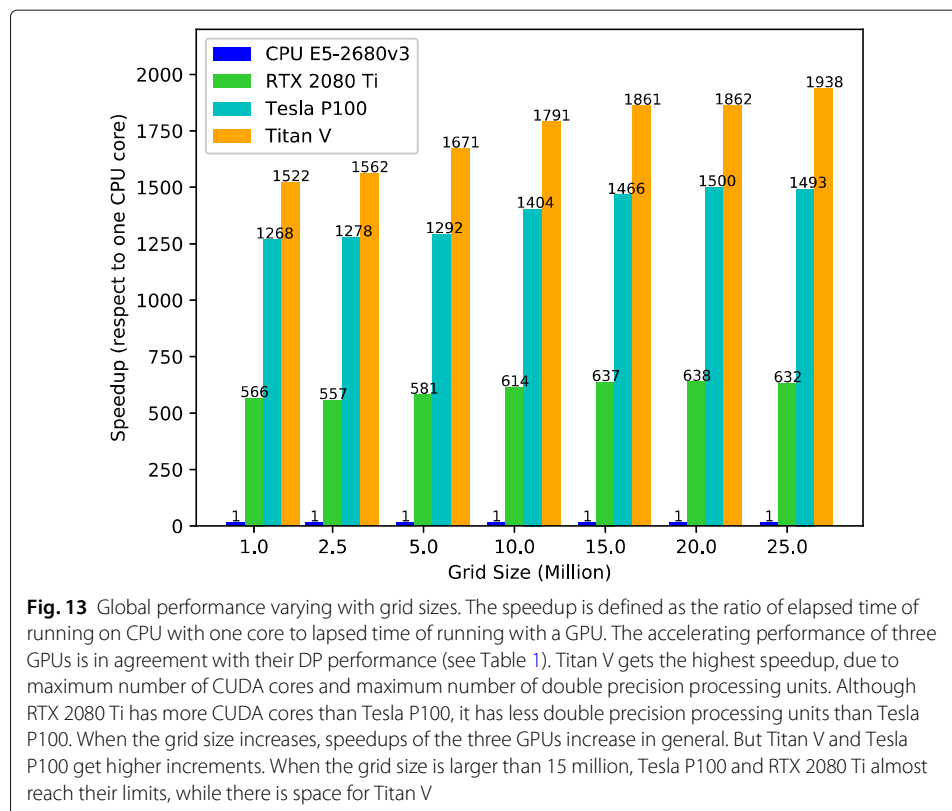 CPU E5-2680v3
RTX 2080 Ti
Tesla P100
Titan V
Speedup (respect to one CPU core)
2000
1750
1500
1250
1000
750
500
250
0
1 566 1268 1522
1 557 1278 1562
1 581 1292 1671
1 614 1404 1791
1 637 1466 1861
1 638 1500 1862
1 632 1493 1938
1.0 2.5 5.0 10.0 15.0 20.0 25.0
Grid Size (Million)
Fig. 13 Global performance varying with grid sizes. The speedup is defined as the ratio of elapsed time of
running on CPU with one core to lapsed time of running with a GPU. The accelerating performance of three
GPUs is in agreement with their DP performance (see Table 1). Titan V gets the highest speedup, due to
maximum number of CUDA cores and maximum number of double precision processing units. Although
RTX 2080 Ti has more CUDA cores than Tesla P100, it has less double precision processing units than Tesla
P100. When the grid size increases, speedups of the three GPUs increase in general. But Titan V and Tesla
P100 get higher increments. When the grid size is larger than 15 million, Tesla P100 and RTX 2080 Ti almost
reach their limits, while there is space for Titan V